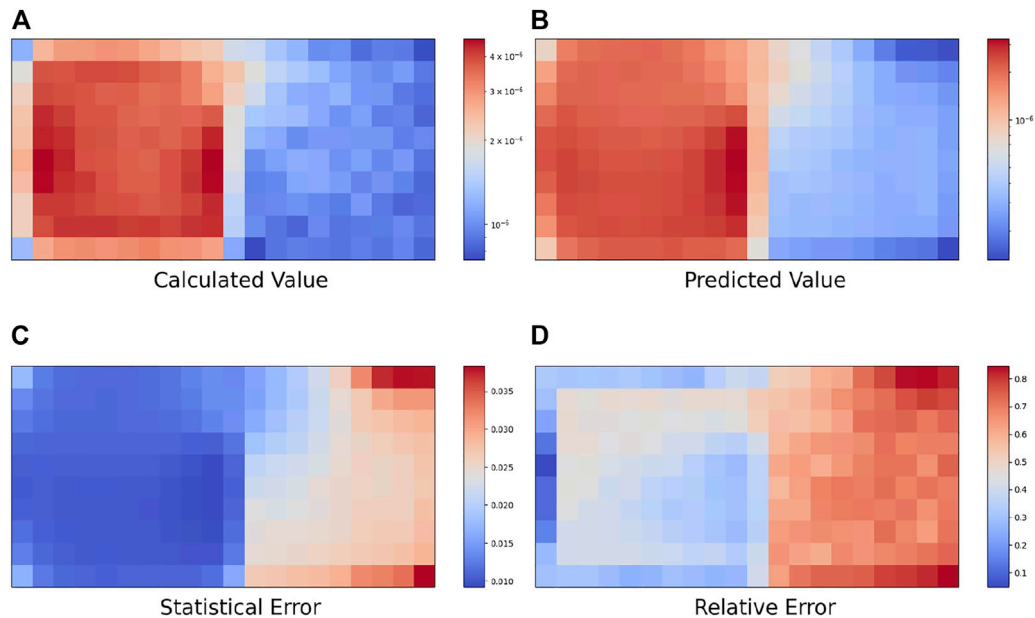 A
B
4 × 10⁻⁶
3 × 10⁻⁶
2 × 10⁻⁶
10⁻⁶
10⁻⁶
Calculated Value
Predicted Value
C
D
0.035
0.030
0.025
0.020
0.015
0.010
0.8
0.7
0.6
0.5
0.4
0.3
0.2
0.1
Statistical Error
Relative Error